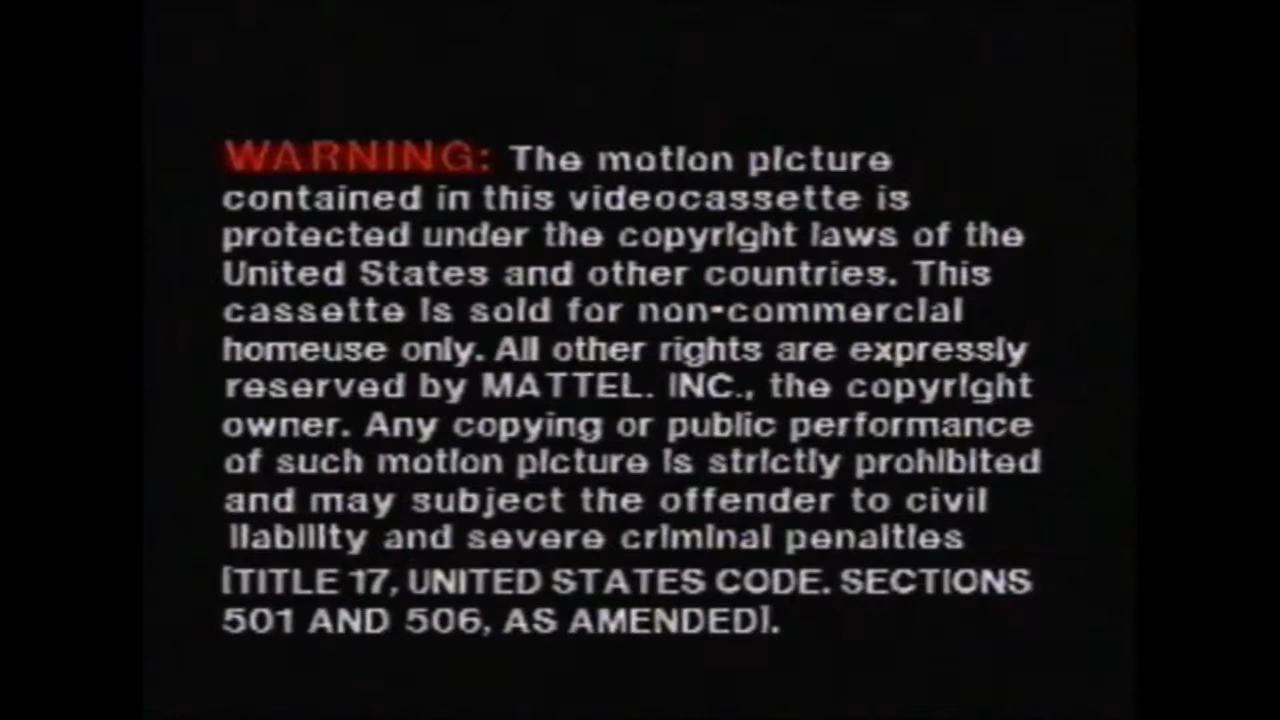 WARNING: The motion picture
contained in this videocassette is
protected under the copyright laws of the
United States and other countries. This
cassette is sold for non-commercial
homeuse only. All other rights are expressly
reserved by MATTEL. INC., the copyright
owner. Any copying or public performance
of such motion picture is strictly prohibited
and may subject the offender to civil
liability and severe criminal penalties
[TITLE 17, UNITED STATES CODE. SECTIONS
501 AND 506, AS AMENDED].